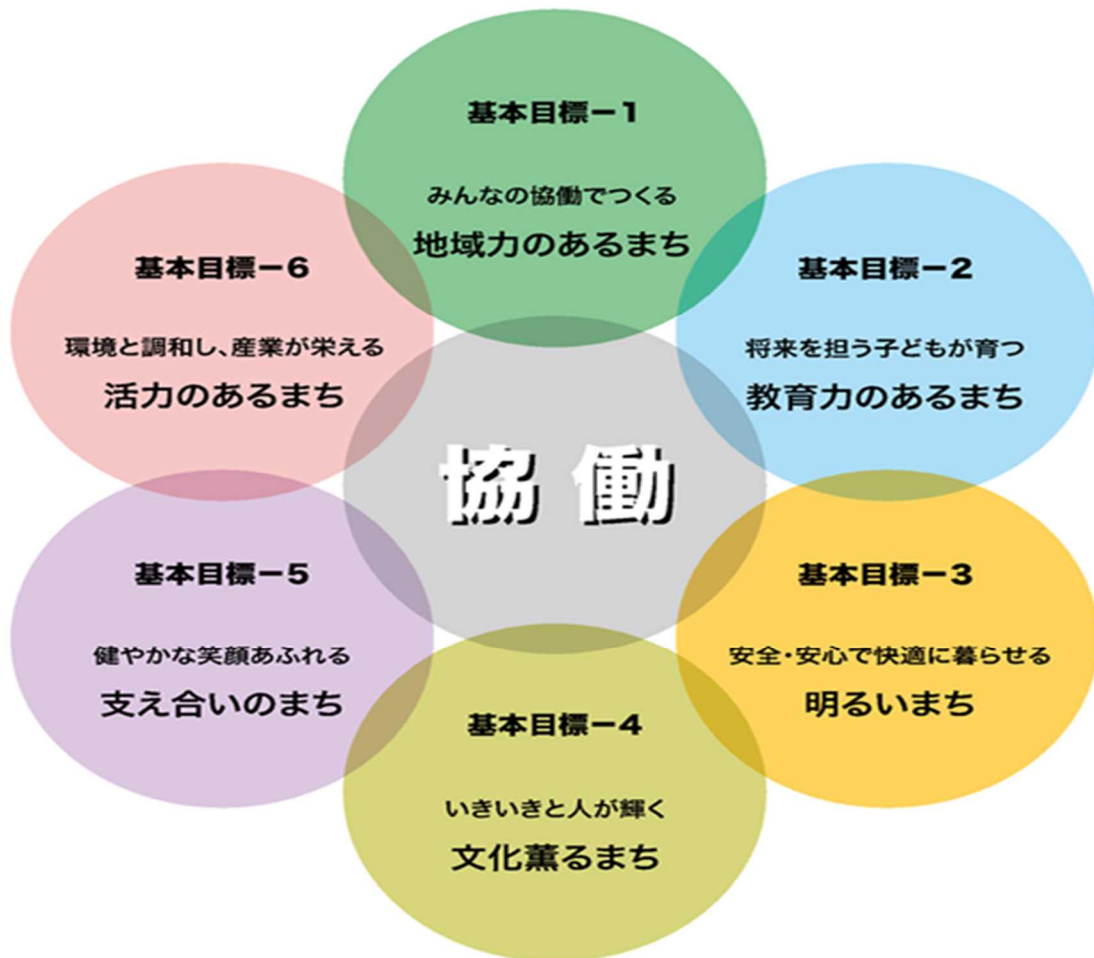 基本目標－1
みんなの協働でつくる
地域力のあるまち
基本目標－2
将来を担う子どもが育つ
教育力のあるまち
基本目標－3
安全・安心で快適に暮らせる
明るいまち
基本目標－4
いきいきと人が輝く
文化薫るまち
基本目標－5
健やかな笑顔あふれる
支え合いのまち
基本目標－6
環境と調和し、産業が栄える
活力のあるまち
協働